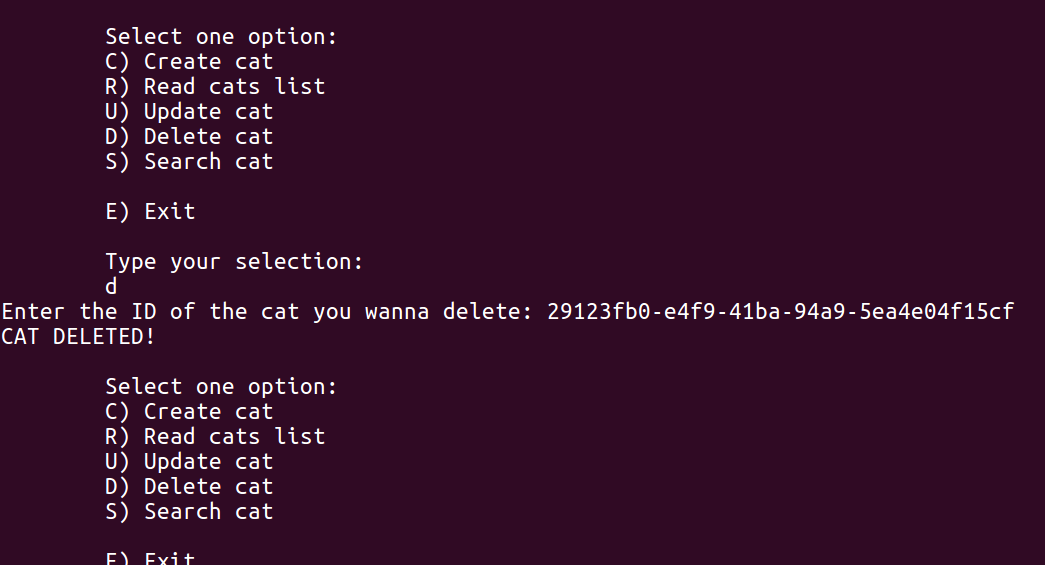 Select one option:
C) Create cat
R) Read cats list
U) Update cat
D) Delete cat
S) Search cat
E) Exit
Type your selection:
d
Enter the ID of the cat you wanna delete: 29123fb0-e4f9-41ba-94a9-5ea4e04f15cf
CAT DELETED!
Select one option:
C) Create cat
R) Read cats list
U) Update cat
D) Delete cat
S) Search cat
E) Exit